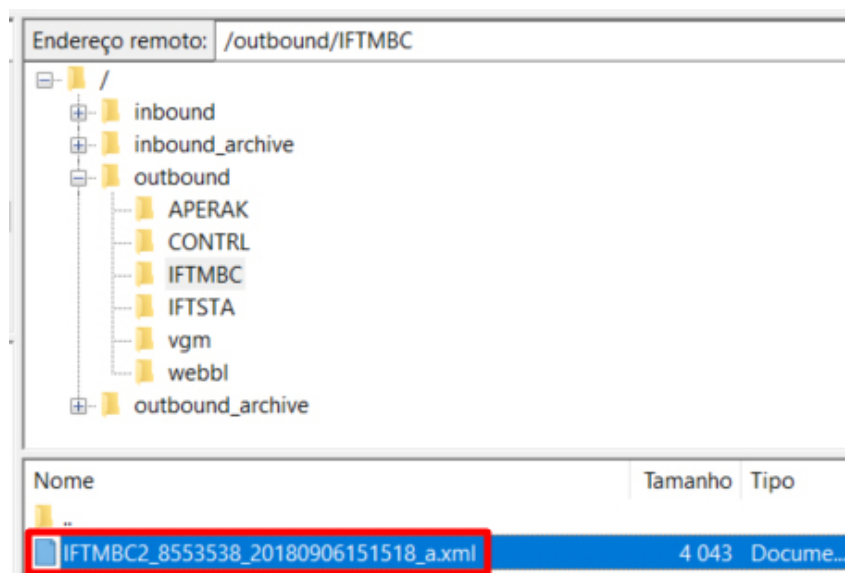 Endereço remoto: /outbound/IFTMBC
/
inbound
inbound_archive
outbound
APERAK
CONTRL
IFTMBC
IFTSTA
vgm
webbl
outbound_archive
Nome Tamanho Tipo
..
IFTMBC2_8553538_20180906151518_a.xml 4 043 Docume...